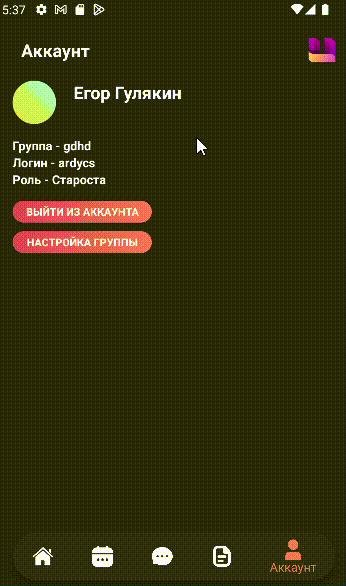 5:37
Аккаунт
Егор Гулякин
Группа - gdhd
Логин - ardycs
Роль - Староста
ВЫЙТИ ИЗ АККАУНТА
НАСТРОЙКА ГРУППЫ
Аккаунт